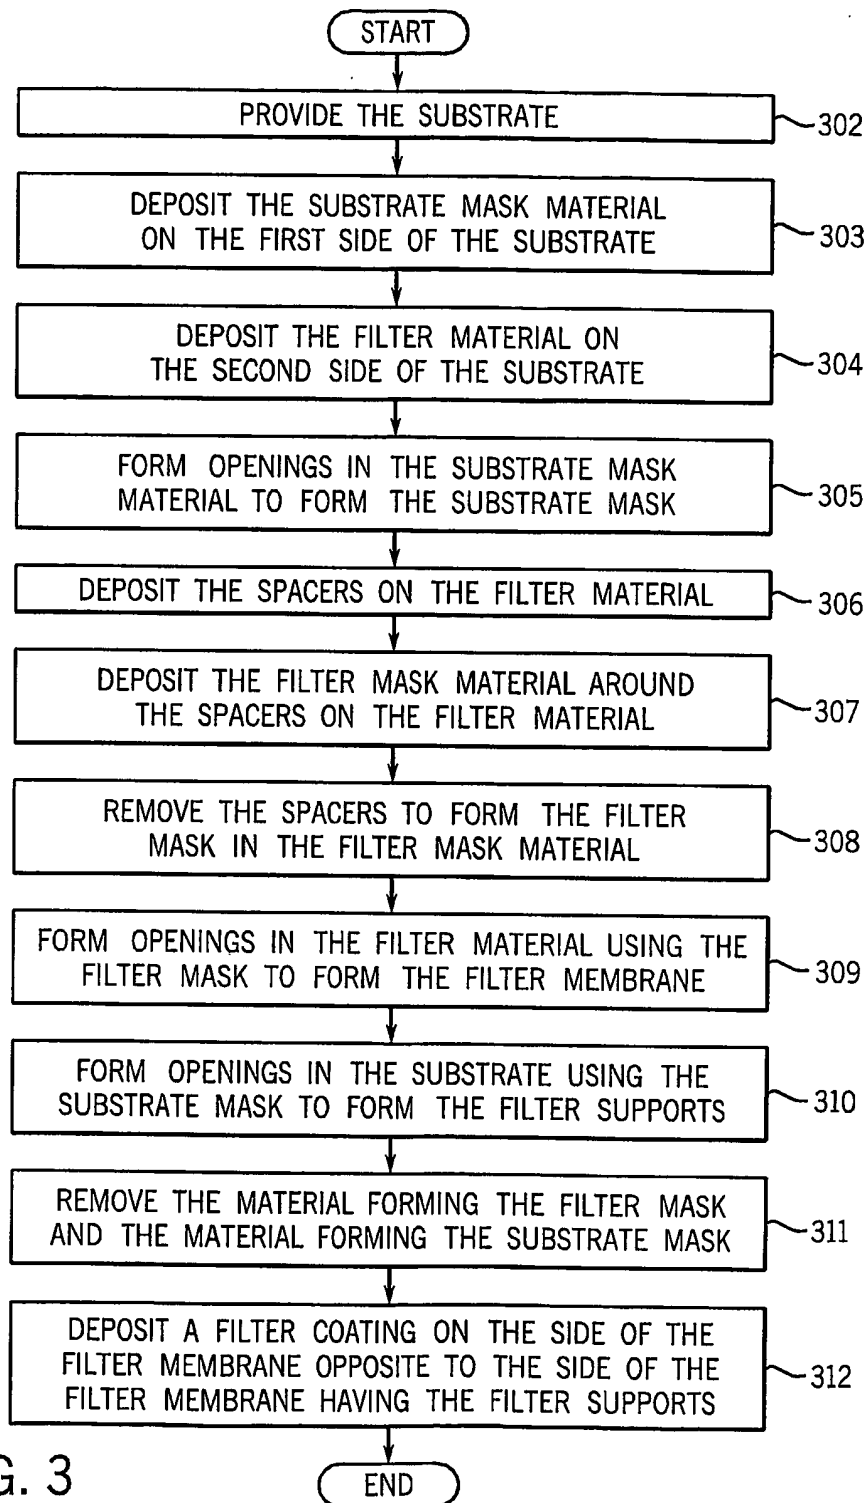 START
PROVIDE THE SUBSTRATE
302
DEPOSIT THE SUBSTRATE MASK MATERIAL
ON THE FIRST SIDE OF THE SUBSTRATE
303
DEPOSIT THE FILTER MATERIAL ON
THE SECOND SIDE OF THE SUBSTRATE
304
FORM OPENINGS IN THE SUBSTRATE MASK
MATERIAL TO FORM THE SUBSTRATE MASK
305
DEPOSIT THE SPACERS ON THE FILTER MATERIAL
306
DEPOSIT THE FILTER MASK MATERIAL AROUND
THE SPACERS ON THE FILTER MATERIAL
307
REMOVE THE SPACERS TO FORM THE FILTER
MASK IN THE FILTER MASK MATERIAL
308
FORM OPENINGS IN THE FILTER MATERIAL USING THE
FILTER MASK TO FORM THE FILTER MEMBRANE
309
FORM OPENINGS IN THE SUBSTRATE USING THE
SUBSTRATE MASK TO FORM THE FILTER SUPPORTS
310
REMOVE THE MATERIAL FORMING THE FILTER MASK
AND THE MATERIAL FORMING THE SUBSTRATE MASK
311
DEPOSIT A FILTER COATING ON THE SIDE OF THE
FILTER MEMBRANE OPPOSITE TO THE SIDE OF THE
FILTER MEMBRANE HAVING THE FILTER SUPPORTS
312
G. 3
END